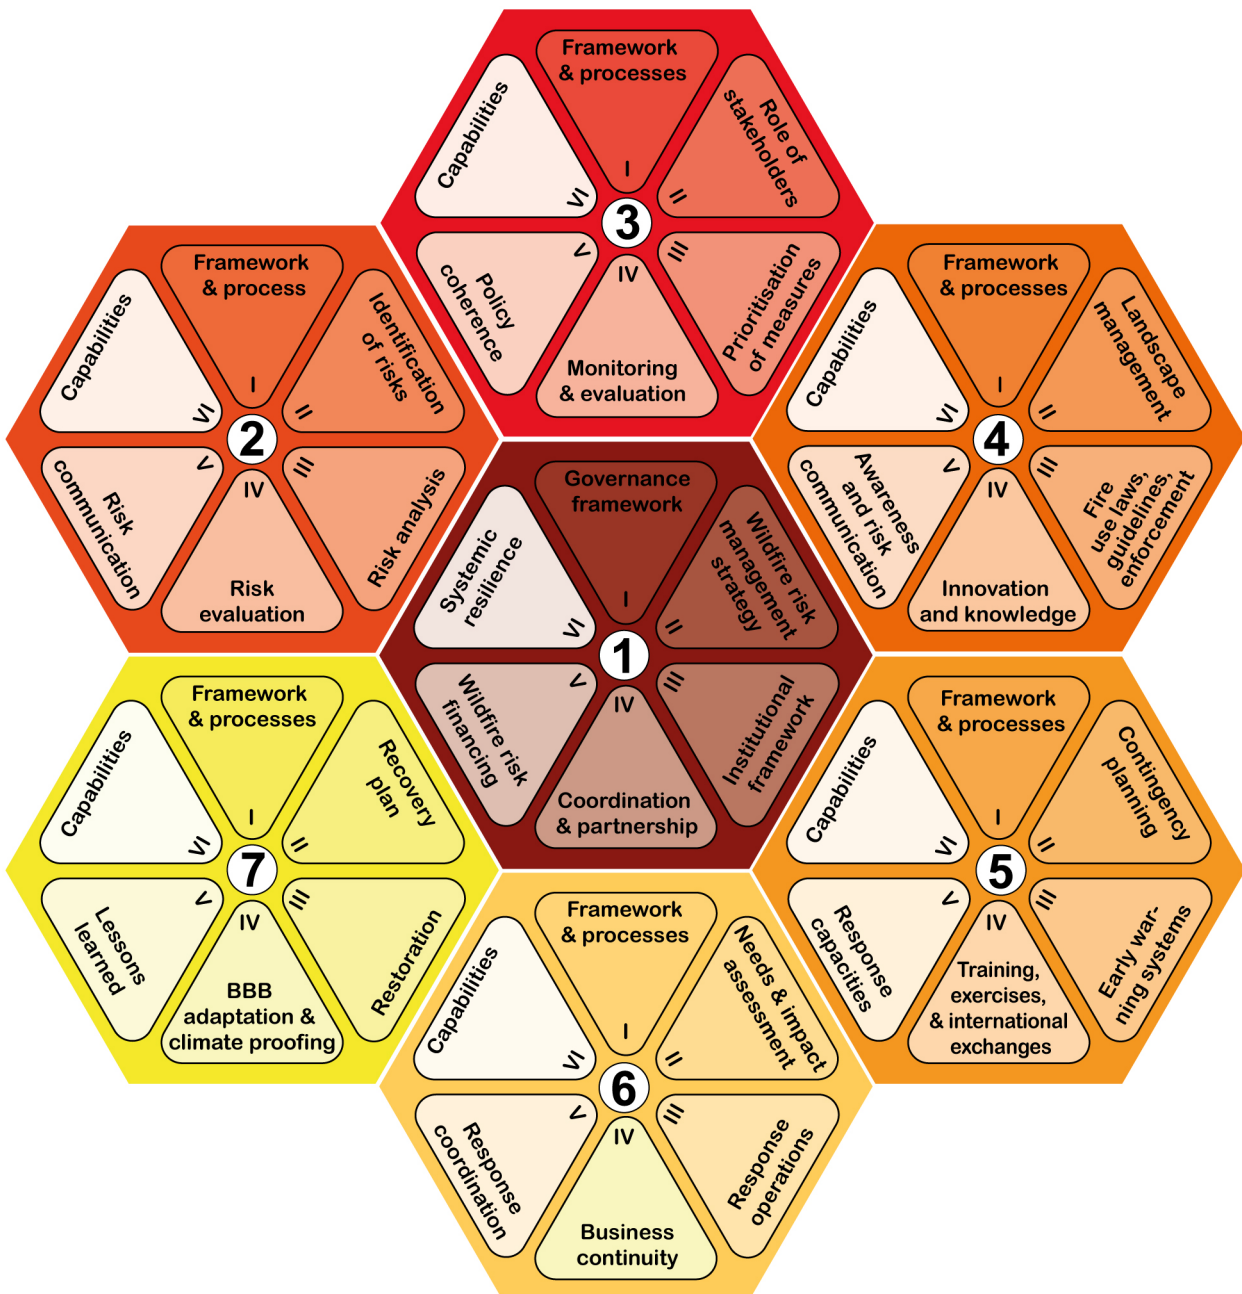 Framework
& processes
I
Role of
stakeholders
II
Prioritisation
of measures
III
Monitoring
& evaluation
IV
Policy
coherence
V
Capabilities
VI
3
Framework
& process
I
Identification
of risks
II
Risk analysis
III
Risk
evaluation
IV
Risk
communication
V
Capabilities
VI
2
Framework
& processes
I
Landscape
management
II
Fire
use laws,
guidelines,
enforcement
III
Innovation
and knowledge
IV
Awareness
and risk
communication
V
Capabilities
VI
4
Governance
framework
I
Wildfire risk
management
strategy
II
Institutional
framework
III
Coordination
& partnership
IV
Wildfire risk
financing
V
Systemic
resilience
VI
1
Framework
& processes
I
Recovery
plan
II
Restoration
III
BBB
adaptation &
climate proofing
IV
Lessons
learned
V
Capabilities
VI
7
Framework
& processes
I
Contingency
planning
II
Early war-
ning systems
III
Training,
exercises,
& international
exchanges
IV
Response
capacities
V
Capabilities
VI
5
Framework
& processes
I
Needs & impact
assessment
II
Response
operations
III
Business
continuity
IV
Response
coordination
V
Capabilities
VI
6